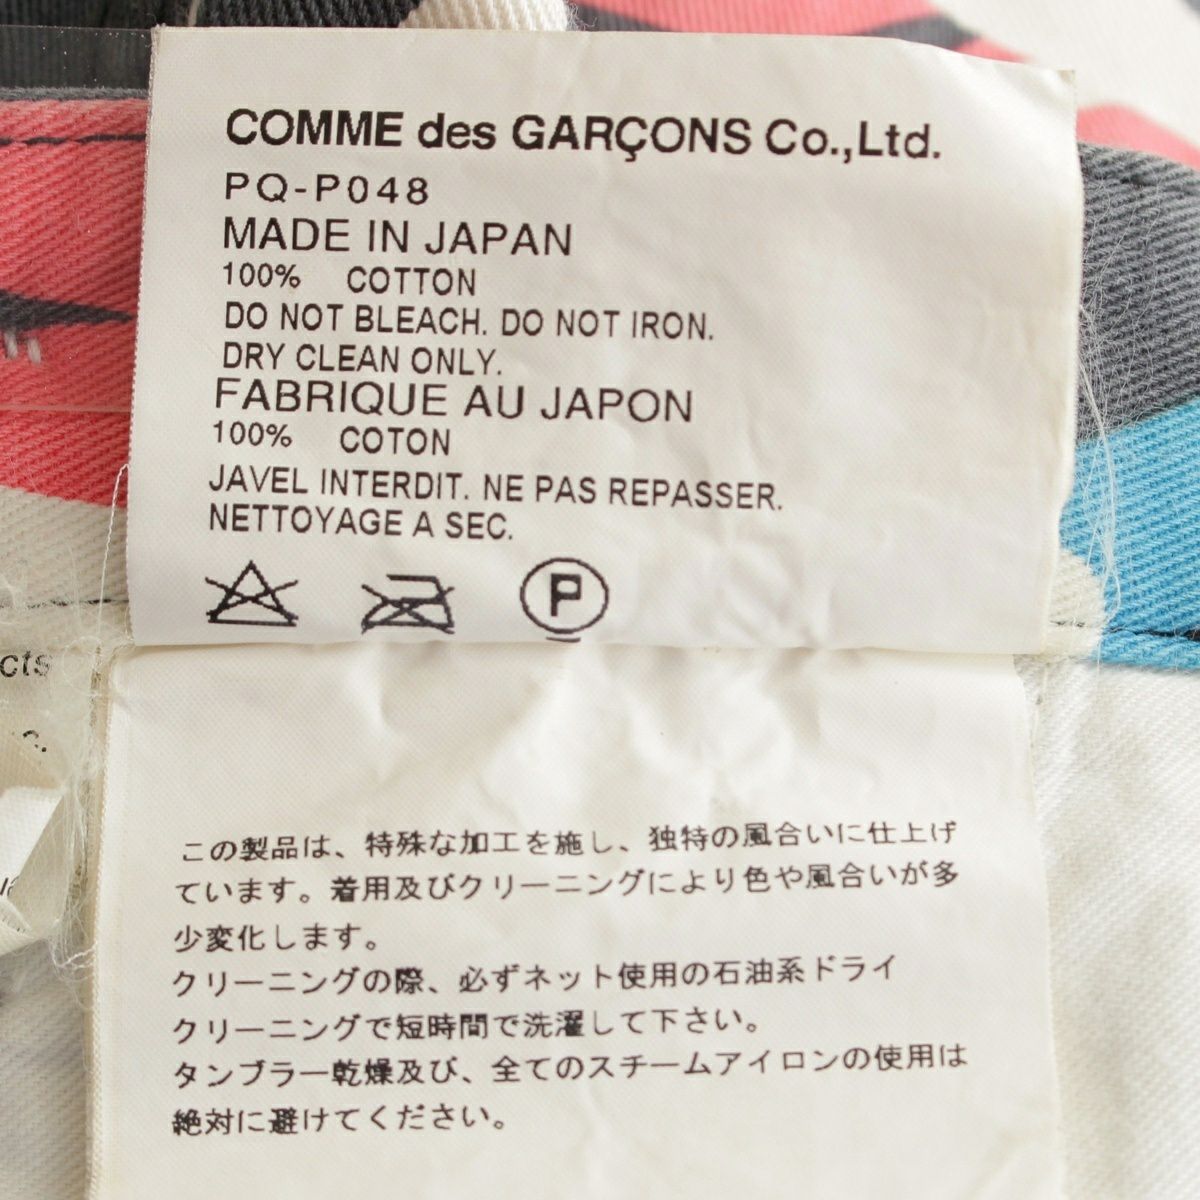 COMME des GARÇONS Co.,Ltd.
PQ-P048
MADE IN JAPAN
100% COTTON
DO NOT BLEACH. DO NOT IRON.
DRY CLEAN ONLY.
FABRIQUE AU JAPON
100% COTON
JAVEL INTERDIT. NE PAS REPASSER.
NETTOYAGE A SEC.
P
cts
この製品は、特殊な加工を施し、独特の風合いに仕上げ
ています。着用及びクリーニングにより色や風合いが多
少変化します。
クリーニングの際、必ずネット使用の石油系ドライ
クリーニングで短時間で洗濯して下さい。
タンブラー乾燥及び、全てのスチームアイロンの使用は
絶対に避けてください。